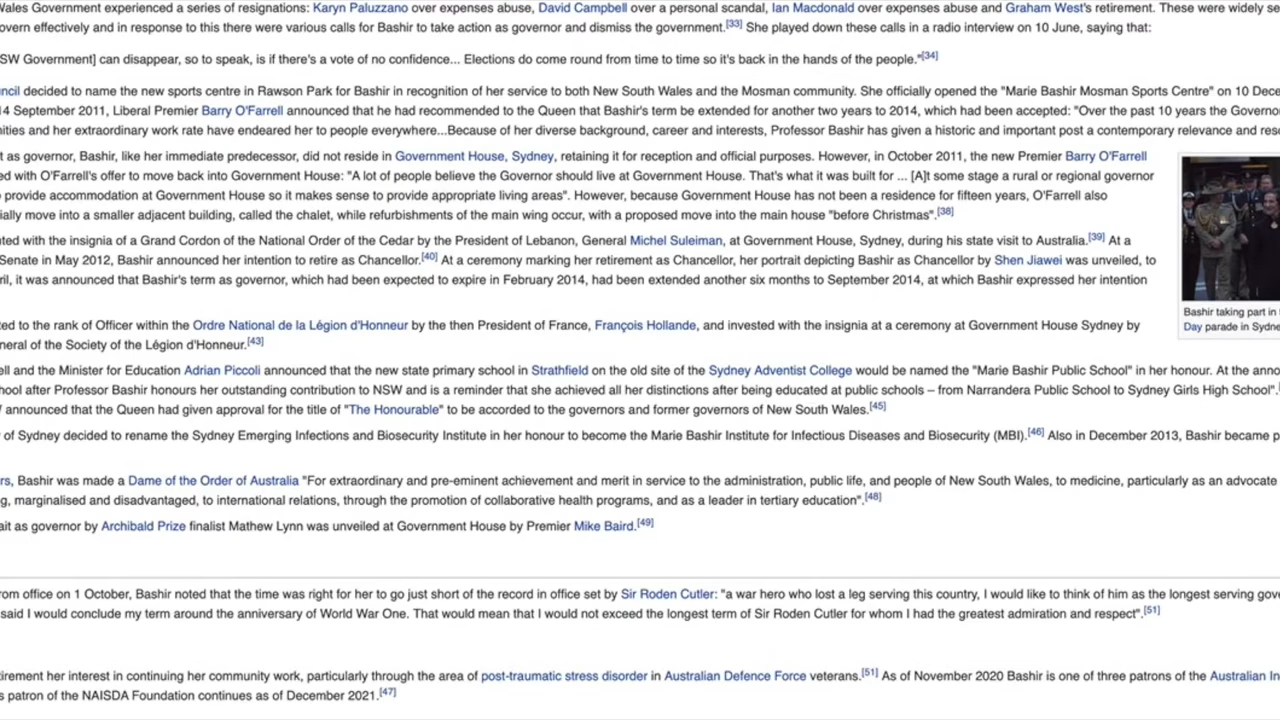 Wales Government experienced a series of resignations: Karyn Paluzzano over expenses abuse, David Campbell over a personal scandal, Ian Macdonald over expenses abuse and Graham West's retirement. These were widely se
overn effectively and in response to this there were various calls for Bashir to take action as governor and dismiss the government.[33] She played down these calls in a radio interview on 10 June, saying that:
SW Government] can disappear, so to speak, is if there's a vote of no confidence... Elections do come round from time to time so it's back in the hands of the people."[34]
uncil decided to name the new sports centre in Rawson Park for Bashir in recognition of her service to both New South Wales and the Mosman community. She officially opened the "Marie Bashir Mosman Sports Centre" on 10 Dece
14 September 2011, Liberal Premier Barry O'Farrell announced that he had recommended to the Queen that Bashir's term be extended for another two years to 2014, which had been accepted: "Over the past 10 years the Governo
nities and her extraordinary work rate have endeared her to people everywhere...Because of her diverse background, career and interests, Professor Bashir has given a historic and important post a contemporary relevance and reso
t as governor, Bashir, like her immediate predecessor, did not reside in Government House, Sydney, retaining it for reception and official purposes. However, in October 2011, the new Premier Barry O'Farrell
ed with O'Farrell's offer to move back into Government House: "A lot of people believe the Governor should live at Government House. That's what it was built for ... [A]t some stage a rural or regional governor
provide accommodation at Government House so it makes sense to provide appropriate living areas". However, because Government House has not been a residence for fifteen years, O'Farrell also
ially move into a smaller adjacent building, called the chalet, while refurbishments of the main wing occur, with a proposed move into the main house "before Christmas".[38]
ted with the insignia of a Grand Cordon of the National Order of the Cedar by the President of Lebanon, General Michel Suleiman, at Government House, Sydney, during his state visit to Australia.[39] At a
Senate in May 2012, Bashir announced her intention to retire as Chancellor.[40] At a ceremony marking her retirement as Chancellor, her portrait depicting Bashir as Chancellor by Shen Jiawei was unveiled, to
ril, it was announced that Bashir's term as governor, which had been expected to expire in February 2014, had been extended another six months to September 2014, at which Bashir expressed her intention
Bashir taking part in
Day parade in Sydne
ted to the rank of Officer within the Ordre National de la Légion d'Honneur by the then President of France, François Hollande, and invested with the insignia at a ceremony at Government House Sydney by
neral of the Society of the Légion d'Honneur.[43]
ell and the Minister for Education Adrian Piccoli announced that the new state primary school in Strathfield on the old site of the Sydney Adventist College would be named the "Marie Bashir Public School" in her honour. At the anno
hool after Professor Bashir honours her outstanding contribution to NSW and is a reminder that she achieved all her distinctions after being educated at public schools – from Narrandera Public School to Sydney Girls High School".[
announced that the Queen had given approval for the title of "The Honourable" to be accorded to the governors and former governors of New South Wales.[45]
of Sydney decided to rename the Sydney Emerging Infections and Biosecurity Institute in her honour to become the Marie Bashir Institute for Infectious Diseases and Biosecurity (MBI).[46] Also in December 2013, Bashir became p
rs, Bashir was made a Dame of the Order of Australia "For extraordinary and pre-eminent achievement and merit in service to the administration, public life, and people of New South Wales, to medicine, particularly as an advocate
g, marginalised and disadvantaged, to international relations, through the promotion of collaborative health programs, and as a leader in tertiary education".[48]
ait as governor by Archibald Prize finalist Mathew Lynn was unveiled at Government House by Premier Mike Baird.[49]
rom office on 1 October, Bashir noted that the time was right for her to go just short of the record in office set by Sir Roden Cutler: "a war hero who lost a leg serving this country, I would like to think of him as the longest serving gove
said I would conclude my term around the anniversary of World War One. That would mean that I would not exceed the longest term of Sir Roden Cutler for whom I had the greatest admiration and respect".[51]
tirement her interest in continuing her community work, particularly through the area of post-traumatic stress disorder in Australian Defence Force veterans.[51] As of November 2020 Bashir is one of three patrons of the Australian In
s patron of the NAISDA Foundation continues as of December 2021.[47]